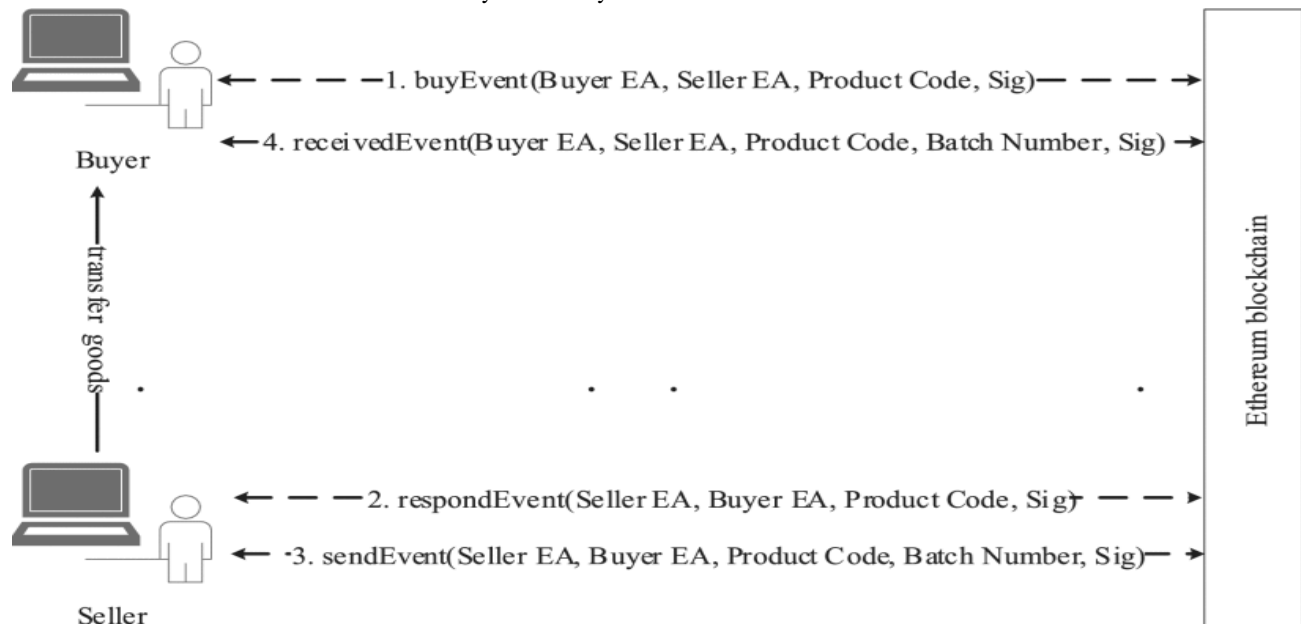 1. buyEvent(Buyer EA, Seller EA, Product Code, Sig)
4. receivedEvent(Buyer EA, Seller EA, Product Code, Batch Number, Sig)
Buyer
transfer goods
Ethereum blockchain
2. respondEvent(Seller EA, Buyer EA, Product Code, Sig)
3. sendEvent(Seller EA, Buyer EA, Product Code, Batch Number, Sig)
Seller